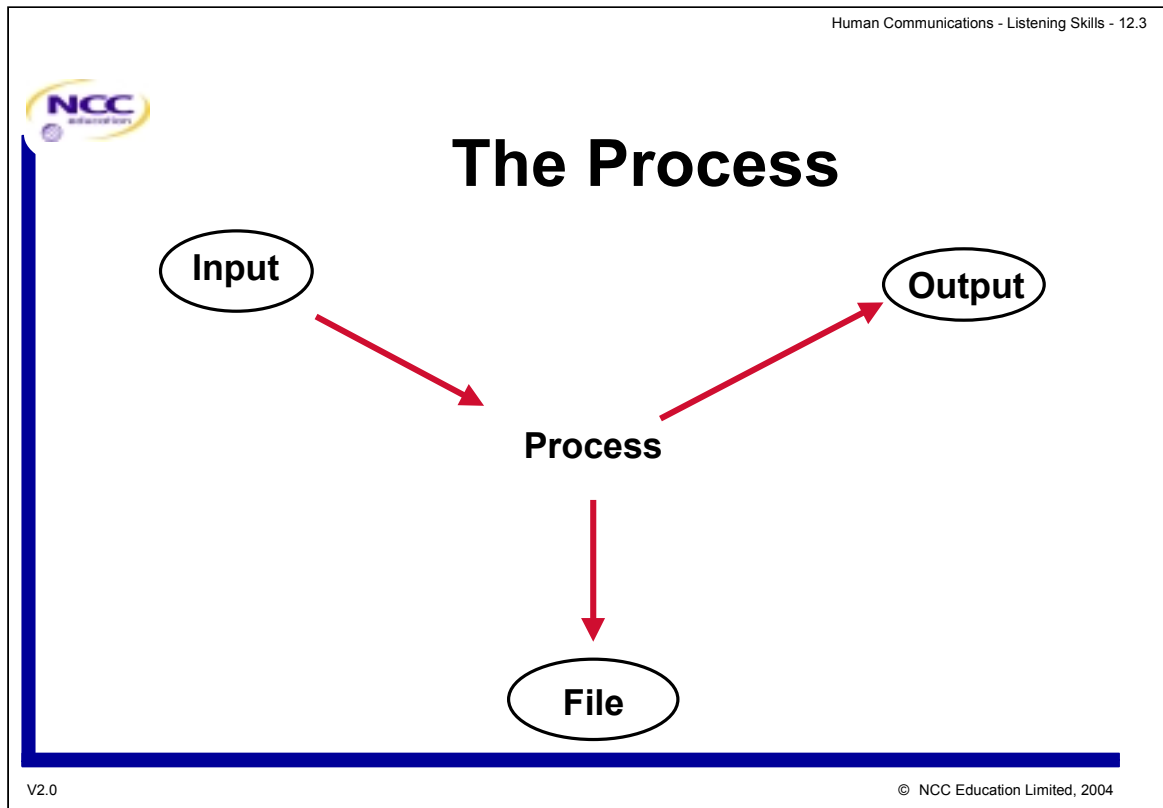 Human Communications - Listening Skills - 12.3
NCC
education
The Process
Input
Output
Process
File
V2.0
© NCC Education Limited, 2004